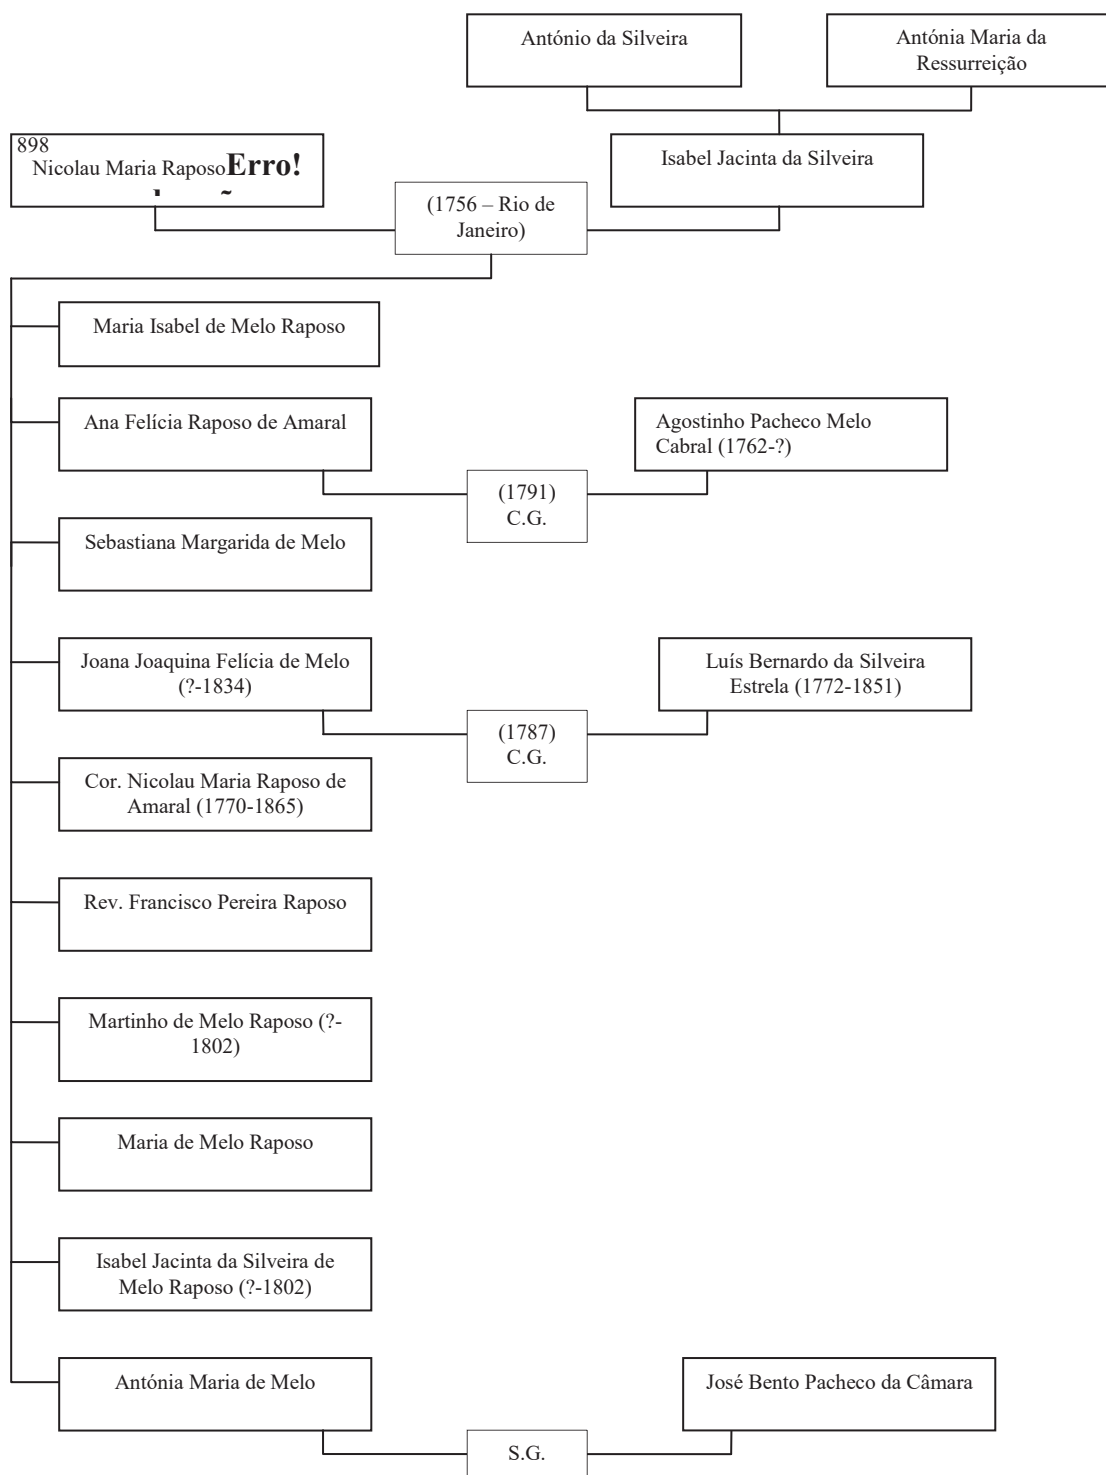 António da Silveira
Antónia Maria da
Ressurreição
898
Nicolau Maria Raposo Erro!
Isabel Jacinta da Silveira
(1756 – Rio de
Janeiro)
Maria Isabel de Melo Raposo
Ana Felícia Raposo de Amaral
Agostinho Pacheco Melo
Cabral (1762-?)
(1791)
C.G.
Sebastiana Margarida de Melo
Joana Joaquina Felícia de Melo
(?-1834)
Luís Bernardo da Silveira
Estrela (1772-1851)
(1787)
C.G.
Cor. Nicolau Maria Raposo de
Amaral (1770-1865)
Rev. Francisco Pereira Raposo
Martinho de Melo Raposo (?-
1802)
Maria de Melo Raposo
Isabel Jacinta da Silveira de
Melo Raposo (?-1802)
Antónia Maria de Melo
José Bento Pacheco da Câmara
S.G.